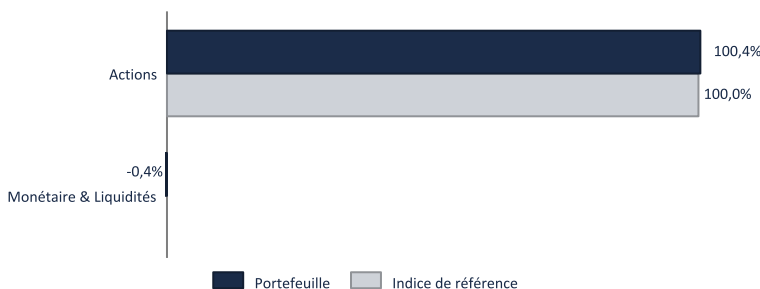 100,4%
Actions
100,0%
-0,4%
Monétaire & Liquidités
Portefeuille Indice de référence